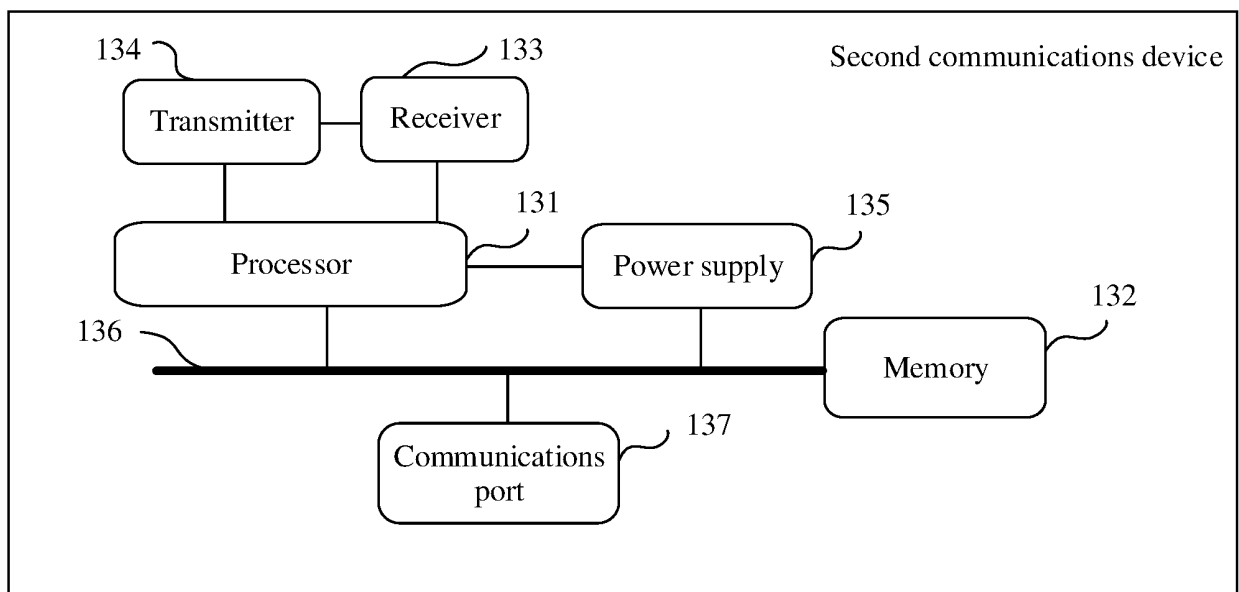 134
133
Second communications device
Transmitter
Receiver
131
135
Processor
Power supply
132
136
Memory
137
Communications
port